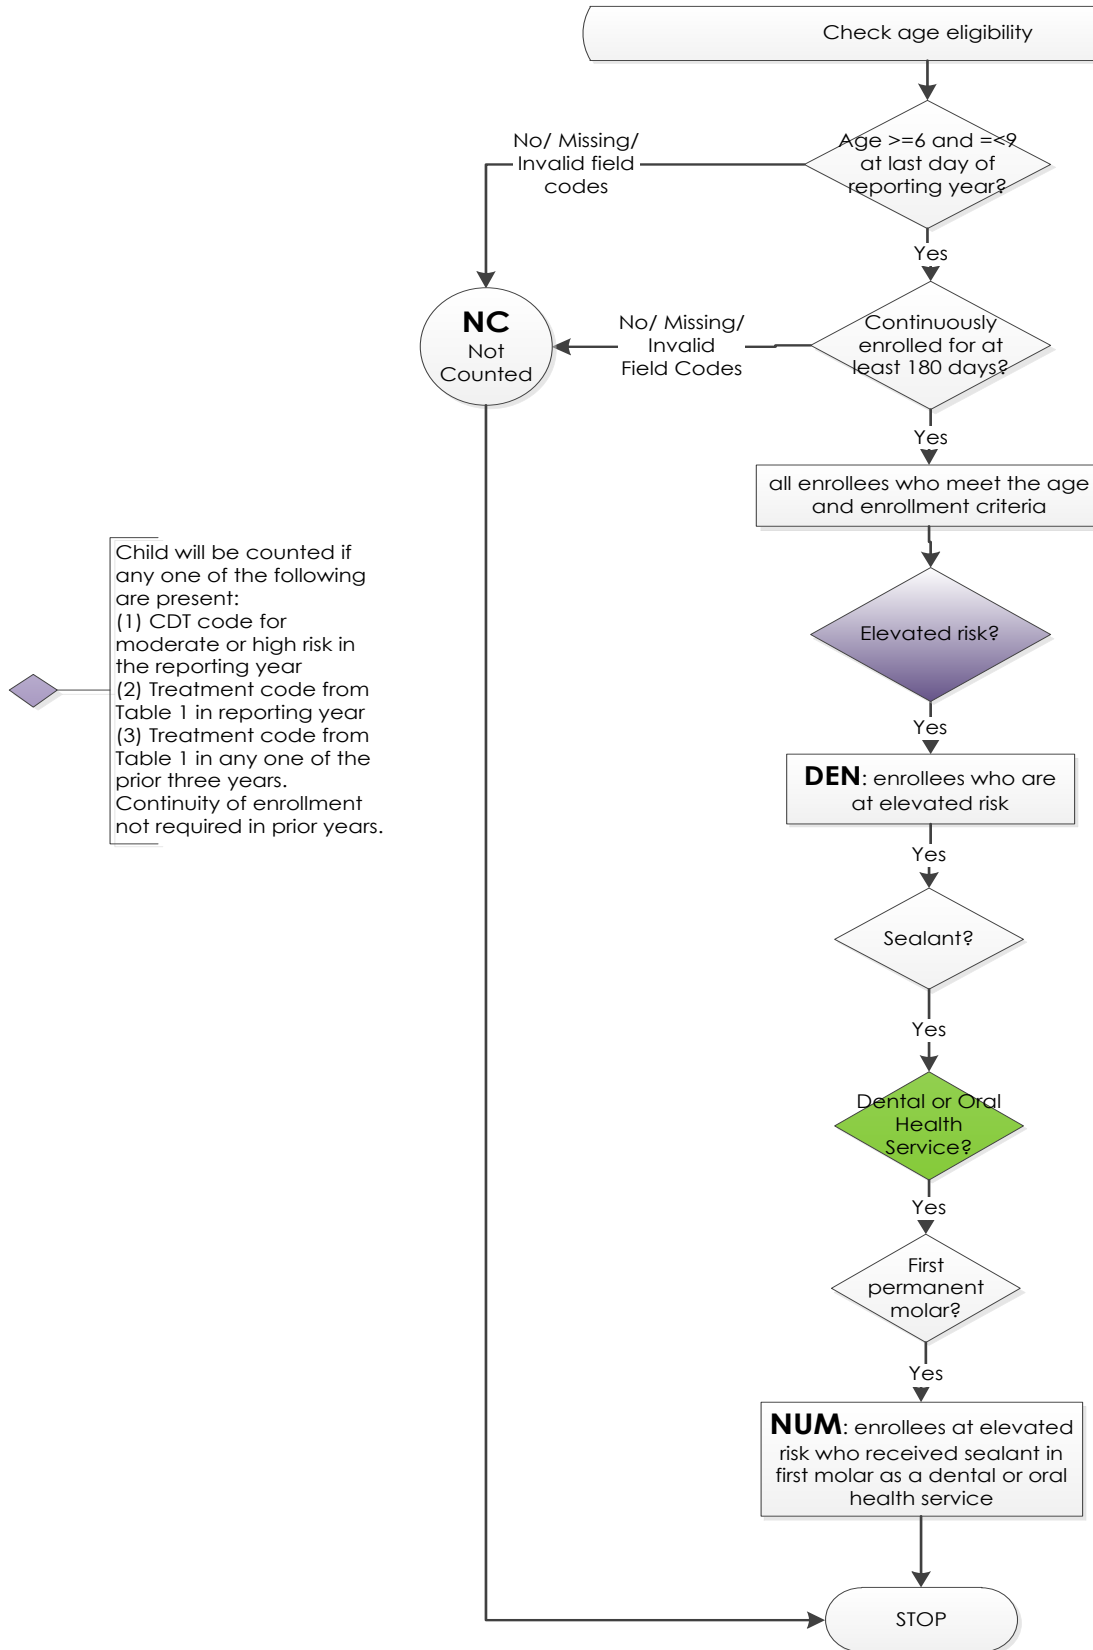 Check age eligibility
Age >=6 and =<9
at last day of
reporting year?
No/ Missing/
Invalid field
codes
Yes
NC
Not
Counted
No/ Missing/
Invalid
Field Codes
Continuously
enrolled for at
least 180 days?
Yes
all enrollees who meet the age
and enrollment criteria
Child will be counted if
any one of the following
are present:
(1) CDT code for
moderate or high risk in
the reporting year
(2) Treatment code from
Table 1 in reporting year
(3) Treatment code from
Table 1 in any one of the
prior three years.
Continuity of enrollment
not required in prior years.
Elevated risk?
Yes
DEN: enrollees who are
at elevated risk
Yes
Sealant?
Yes
Dental or Oral
Health
Service?
Yes
First
permanent
molar?
Yes
NUM: enrollees at elevated
risk who received sealant in
first molar as a dental or oral
health service
STOP